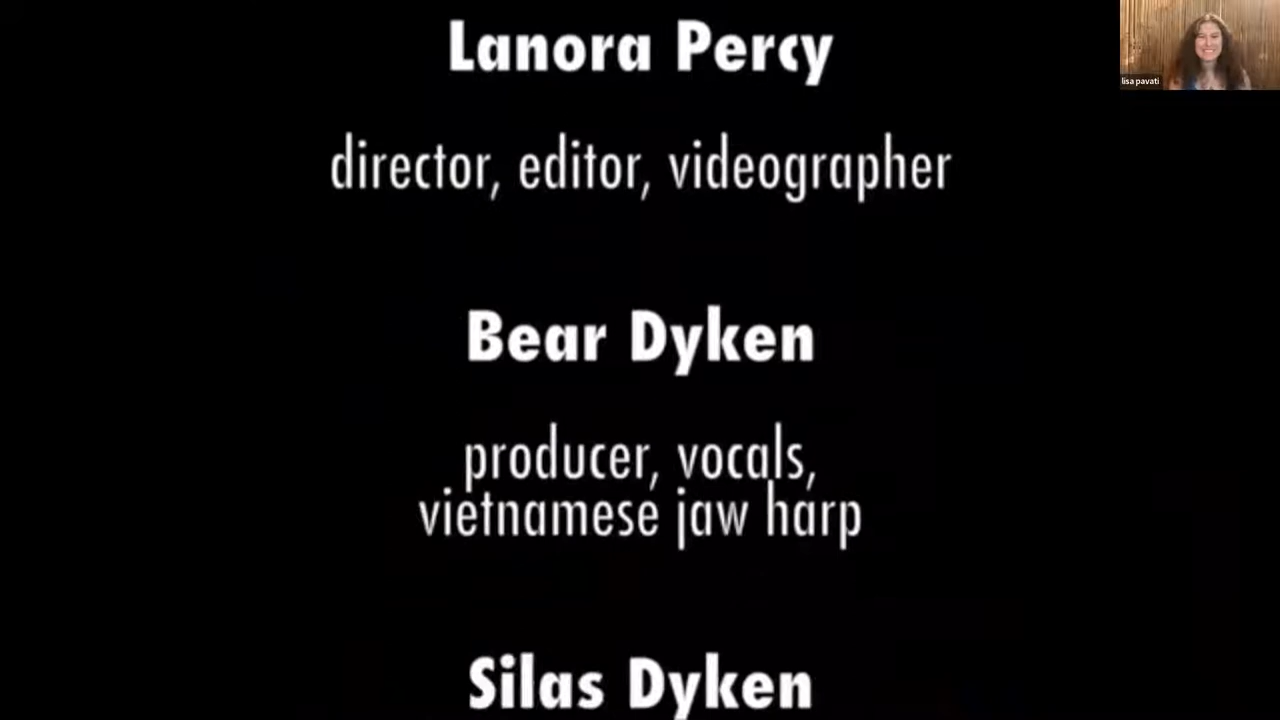 Lanora Percy
lisa pavati
director, editor, videographer
Bear Dyken
producer, vocals,
vietnamese jaw harp
Silas Dyken